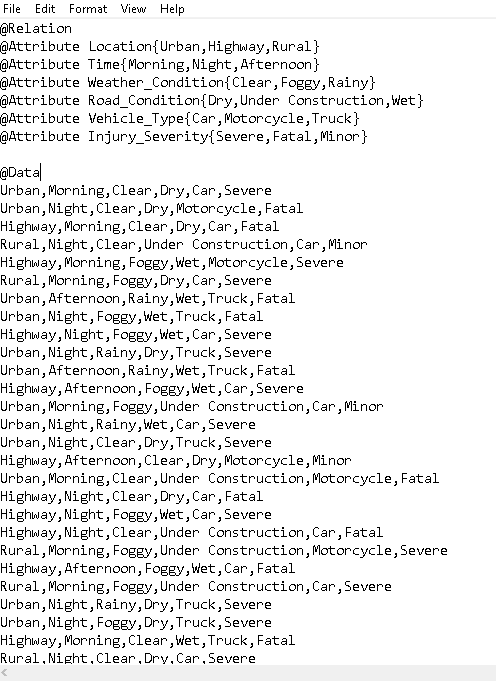 File Edit Format View Help
@Relation
@Attribute Location{Urban,Highway,Rural}
@Attribute Time{Morning,Night,Afternoon}
@Attribute Weather_Condition{Clear,Foggy,Rainy}
@Attribute Road_Condition{Dry,Under Construction,Wet}
@Attribute Vehicle_Type{Car,Motorcycle,Truck}
@Attribute Injury_Severity{Severe,Fatal,Minor}
@Data
Urban,Morning,Clear,Dry,Car,Severe
Urban,Night,Clear,Dry,Motorcycle,Fatal
Highway,Morning,Clear,Dry,Car,Fatal
Rural,Night,Clear,Under Construction,Car,Minor
Highway,Morning,Foggy,Wet,Motorcycle,Severe
Rural,Morning,Foggy,Dry,Car,Severe
Urban,Afternoon,Rainy,Wet,Truck,Fatal
Urban,Night,Foggy,Wet,Truck,Fatal
Highway,Night,Foggy,Wet,Car,Severe
Urban,Night,Rainy,Dry,Truck,Severe
Urban,Afternoon,Rainy,Wet,Truck,Fatal
Highway,Afternoon,Foggy,Wet,Car,Severe
Urban,Morning,Foggy,Under Construction,Car,Minor
Urban,Night,Rainy,Wet,Car,Severe
Urban,Night,Clear,Dry,Truck,Severe
Highway,Afternoon,Clear,Dry,Motorcycle,Minor
Urban,Morning,Clear,Under Construction,Motorcycle,Fatal
Highway,Night,Clear,Dry,Car,Fatal
Highway,Night,Foggy,Wet,Car,Severe
Highway,Night,Clear,Under Construction,Car,Fatal
Rural,Morning,Foggy,Under Construction,Motorcycle,Severe
Highway,Afternoon,Foggy,Wet,Car,Fatal
Rural,Morning,Foggy,Under Construction,Car,Severe
Urban,Night,Rainy,Dry,Truck,Severe
Urban,Night,Foggy,Dry,Truck,Severe
Highway,Morning,Clear,Wet,Truck,Fatal
Rural,Night,Clear,Dry,Car,Severe